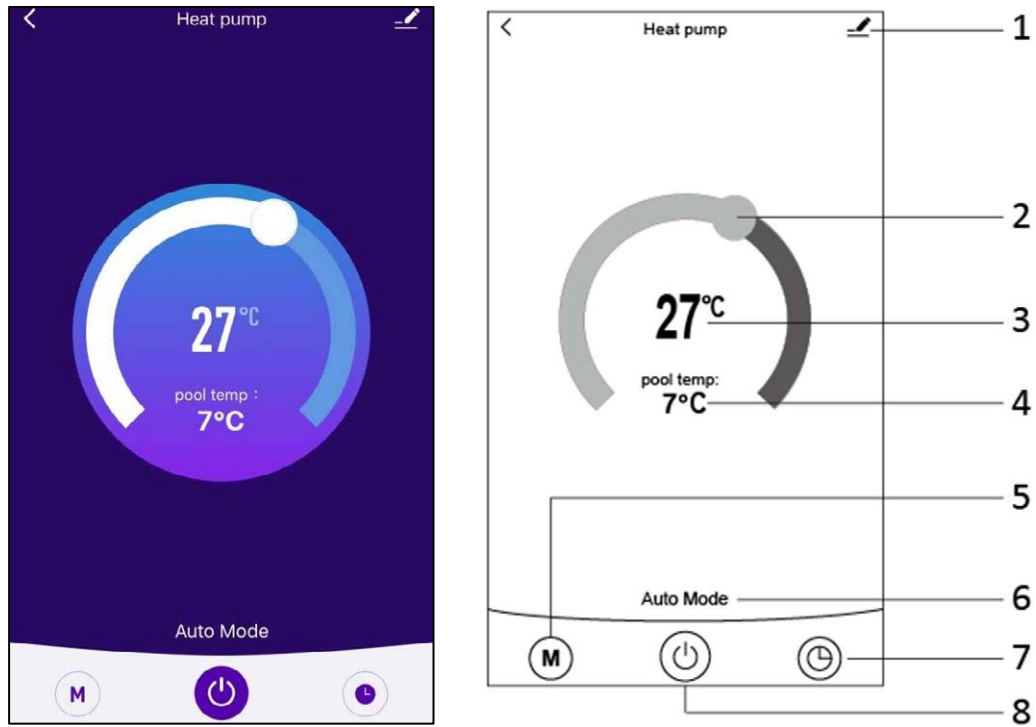 Heat pump
27°C
pool temp :
7°C
Auto Mode
M
Heat pump
1
2
27°C
3
pool temp:
7°C
4
5
Auto Mode
6
M
7
8